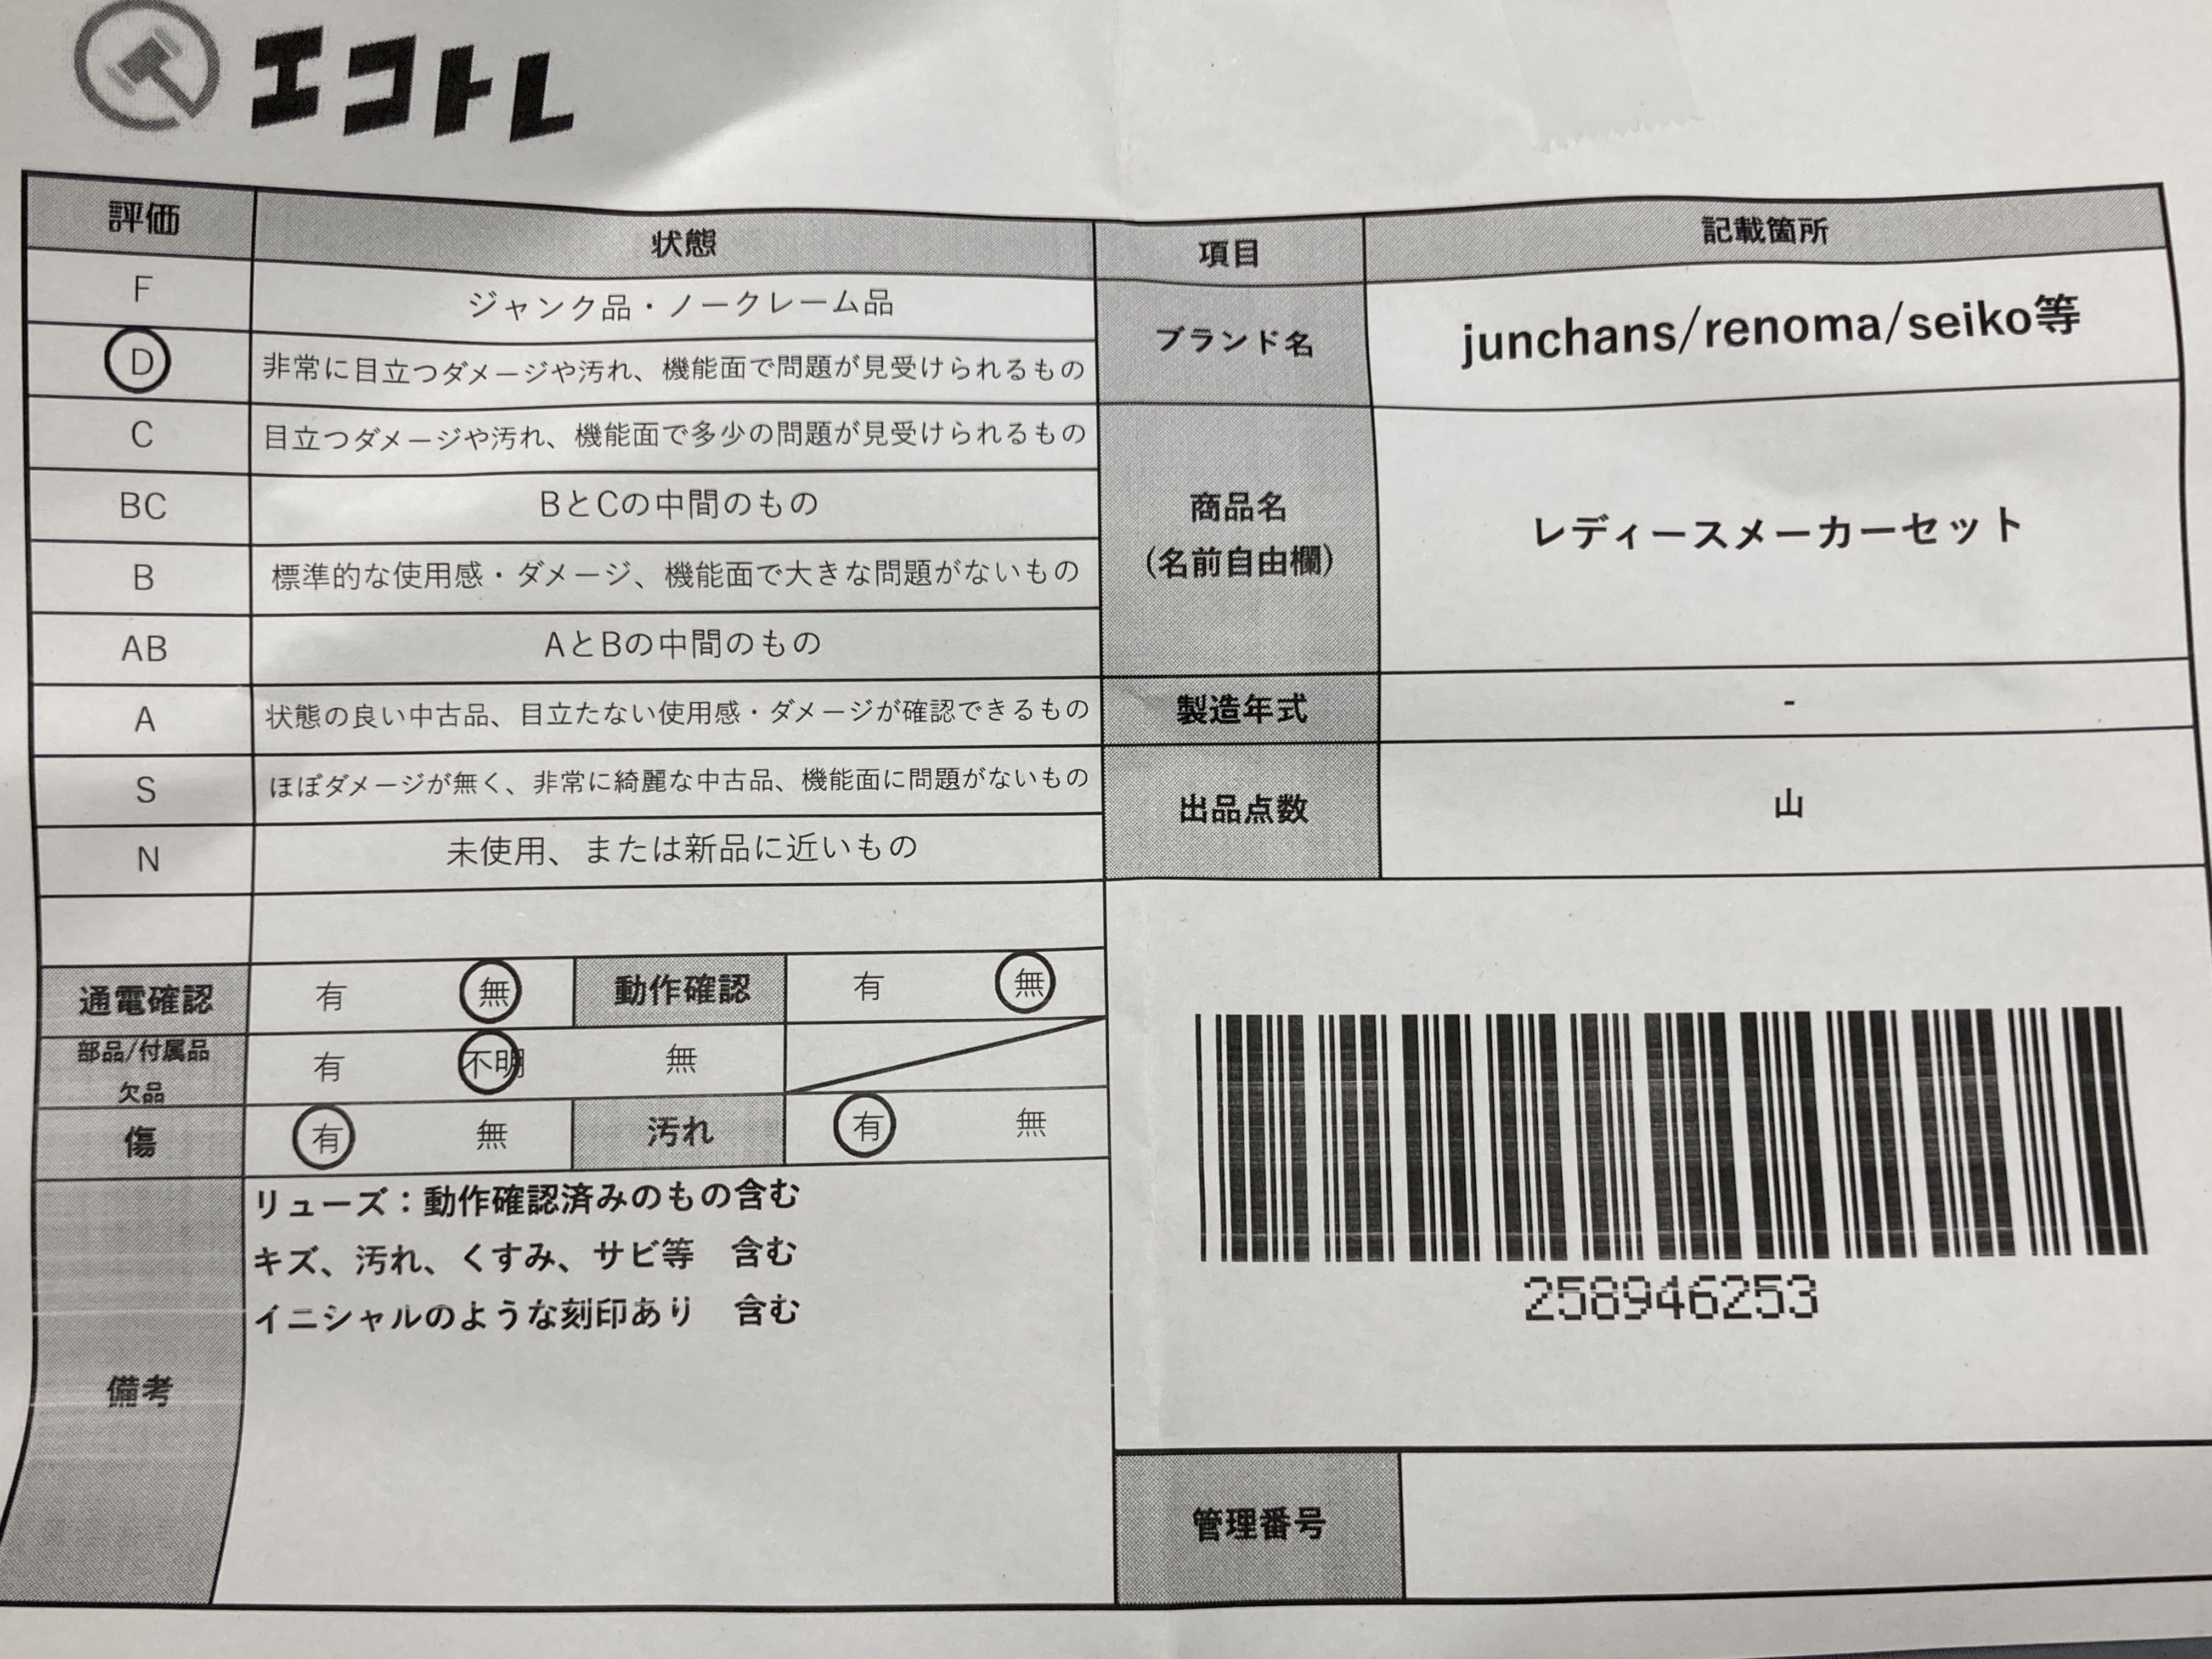 エコトレ
評価 状態
F ジャンク品・ノークレーム品
D 非常に目立つダメージや汚れ、機能面で問題が見受けられるもの
C 目立つダメージや汚れ、機能面で多少の問題が見受けられるもの
BC BとCの中間のもの
B 標準的な使用感・ダメージ、機能面で大きな問題がないもの
AB AとBの中間のもの
A 状態の良い中古品、目立たない使用感・ダメージが確認できるもの
S ほぼダメージが無く、非常に綺麗な中古品、機能面に問題がないもの
N 未使用、または新品に近いもの
通電確認 有 無 動作確認 有 無
部品/付属品
欠品 有 不明 無
傷 有 無 汚れ 有 無
備考
リューズ：動作確認済みのもの含む
キズ、汚れ、くすみ、サビ等　含む
イニシャルのような刻印あり　含む
項目 記載箇所
ブランド名 junchans/renoma/seiko等
商品名
(名前自由欄)
レディースメーカーセット
製造年式 -
出品点数 山
258946253
管理番号